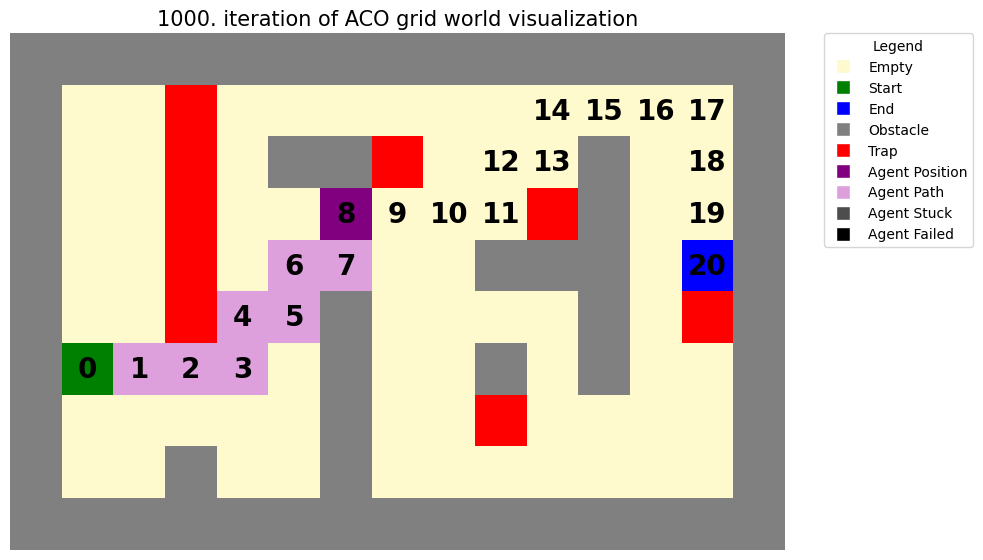 1000. iteration of ACO grid world visualization
Legend
Empty
Start
End
Obstacle
Trap
Agent Position
Agent Path
Agent Stuck
Agent Failed
14 15 16 17
12 13 18
8 9 10 11 19
6 7 20
4 5
0 1 2 3